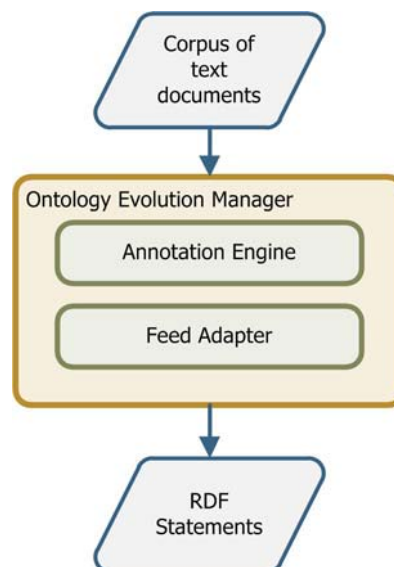 Corpus of
text
documents
Ontology Evolution Manager
Annotation Engine
Feed Adapter
RDF
Statements